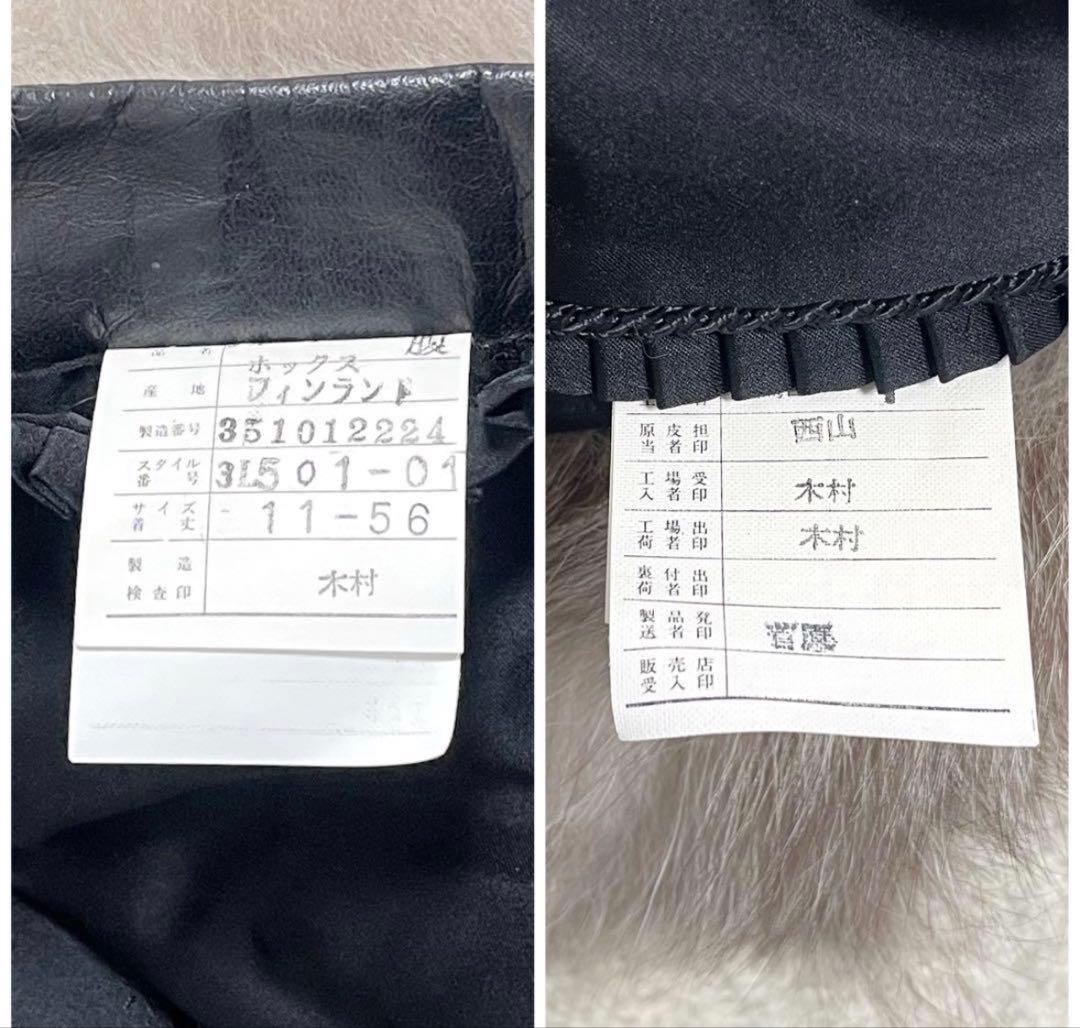 ホックス
産地 フィンランド
製造番号 351012224
スタイル番号 3L501-01
サイズ着丈 11-56
製造検査印 木村
原皮担当者印 西山
工場受入者印 木村
工場出荷者印 木村
裏付出荷者印
製品発送者印 菅原
販売店受入印